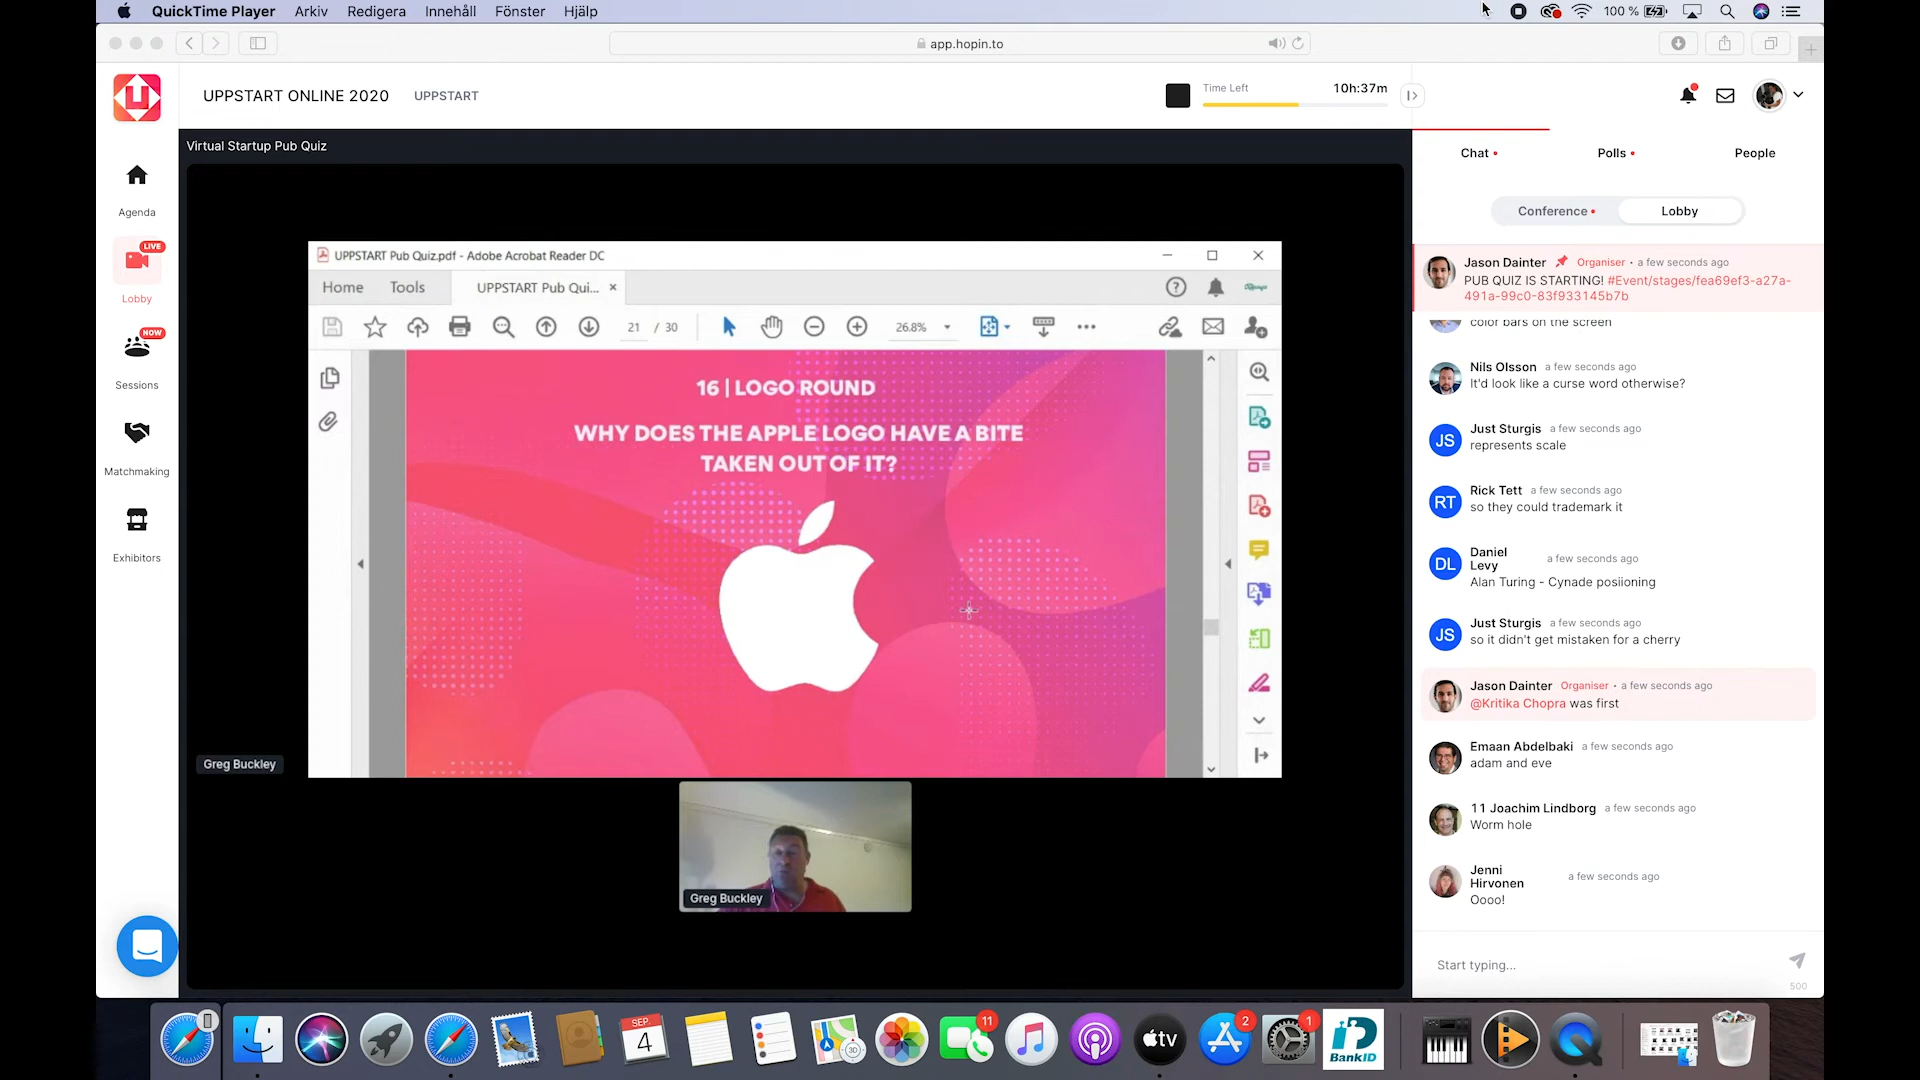 QuickTime Player Arkiv Redigera Innehåll Fönster Hjälp
100 %
app.hopin.to
UPPSTART ONLINE 2020 UPPSTART
Time Left 10h:37m
Agenda
LIVE
Lobby
NOW
Sessions
Matchmaking
Exhibitors
Virtual Startup Pub Quiz
UPPSTART Pub Quiz.pdf - Adobe Acrobat Reader DC
Home Tools UPPSTART Pub Qui... ×
21 / 30 26.8%
16 | LOGO ROUND
WHY DOES THE APPLE LOGO HAVE A BITE
TAKEN OUT OF IT?
Greg Buckley
Greg Buckley
Chat Polls People
Conference Lobby
Jason Dainter Organiser • a few seconds ago
PUB QUIZ IS STARTING! #Event/stages/fea69ef3-a27a-
491a-99c0-83f933145b7b
color bars on the screen
Nils Olsson a few seconds ago
It'd look like a curse word otherwise?
JS
Just Sturgis a few seconds ago
represents scale
RT
Rick Tett a few seconds ago
so they could trademark it
DL
Daniel
Levy a few seconds ago
Alan Turing - Cynade posiioning
JS
Just Sturgis a few seconds ago
so it didn't get mistaken for a cherry
Jason Dainter Organiser • a few seconds ago
@Kritika Chopra was first
Emaan Abdelbaki a few seconds ago
adam and eve
11 Joachim Lindborg a few seconds ago
Worm hole
Jenni
Hirvonen a few seconds ago
Oooo!
Start typing...
500
SEP.
4
11
tv
2
1
BankID